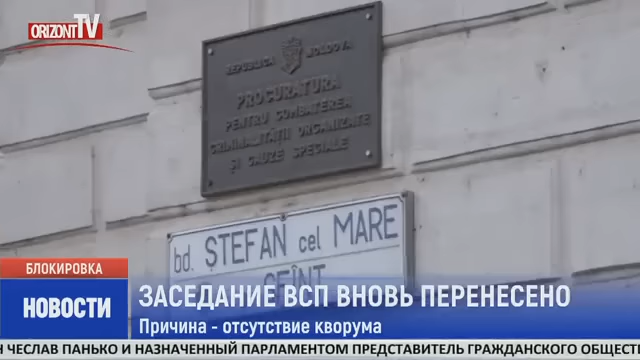 ORIZONT TV
REPUBLICA MOLDOVA
PROCURATURA
PENTRU COMBATEREA
CRIMINALITĂȚII ORGANIZATE
ȘI CAUZE SPECIALE
bd. ȘTEFAN cel MARE
SFÎNT
БЛОКИРОВКА
НОВОСТИ
ЗАСЕДАНИЕ ВСП ВНОВЬ ПЕРЕНЕСЕНО
Причина - отсутствие кворума
ЧЕСЛАВ ПАНЬКО И НАЗНАЧЕННЫЙ ПАРЛАМЕНТОМ ПРЕДСТАВИТЕЛЬ ГРАЖДАНСКОГО ОБЩЕСТ